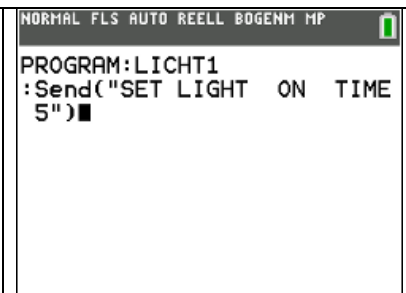 NORMAL FLS AUTO REELL BOGENM MP
PROGRAM:LICHT1
:Send("SET LIGHT ON TIME
5")